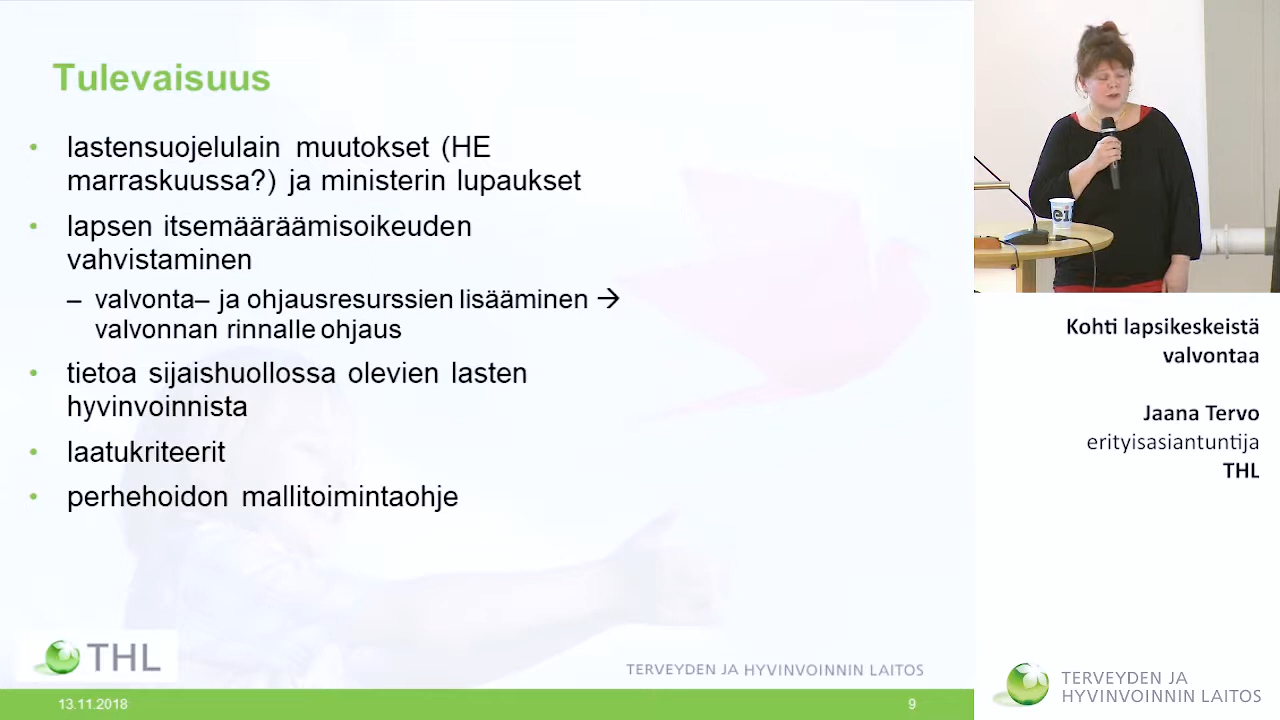 Tulevaisuus
• lastensuojelulain muutokset (HE
marraskuussa?) ja ministerin lupaukset
• lapsen itsemääräämisoikeuden
vahvistaminen
– valvonta– ja ohjausresurssien lisääminen →
valvonnan rinnalle ohjaus
• tietoa sijaishuollossa olevien lasten
hyvinvoinnista
• laatukriteerit
• perhehoidon mallitoimintaohje
THL
TERVEYDEN JA HYVINVOINNIN LAITOS
13.11.2018
9
ei
Kohti lapsikeskeistä
valvontaa
Jaana Tervo
erityisasiantuntija
THL
TERVEYDEN JA
HYVINVOINNIN LAITOS